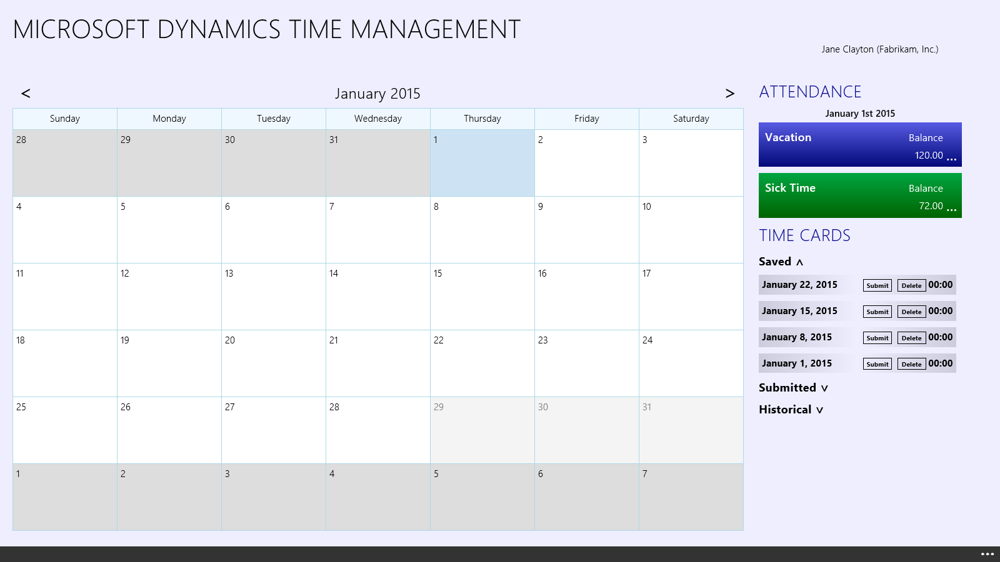 MICROSOFT DYNAMICS TIME MANAGEMENT
Jane Clayton (Fabrikam, Inc.)
< January 2015 >
Sunday Monday Tuesday Wednesday Thursday Friday Saturday
28 29 30 31 1 2 3
4 5 6 7 8 9 10
11 12 13 14 15 16 17
18 19 20 21 22 23 24
25 26 27 28 29 30 31
1 2 3 4 5 6 7
ATTENDANCE
January 1st 2015
Vacation Balance
120.00 ...
Sick Time Balance
72.00 ...
TIME CARDS
Saved ∧
January 22, 2015 Submit Delete 00:00
January 15, 2015 Submit Delete 00:00
January 8, 2015 Submit Delete 00:00
January 1, 2015 Submit Delete 00:00
Submitted ∨
Historical ∨
...